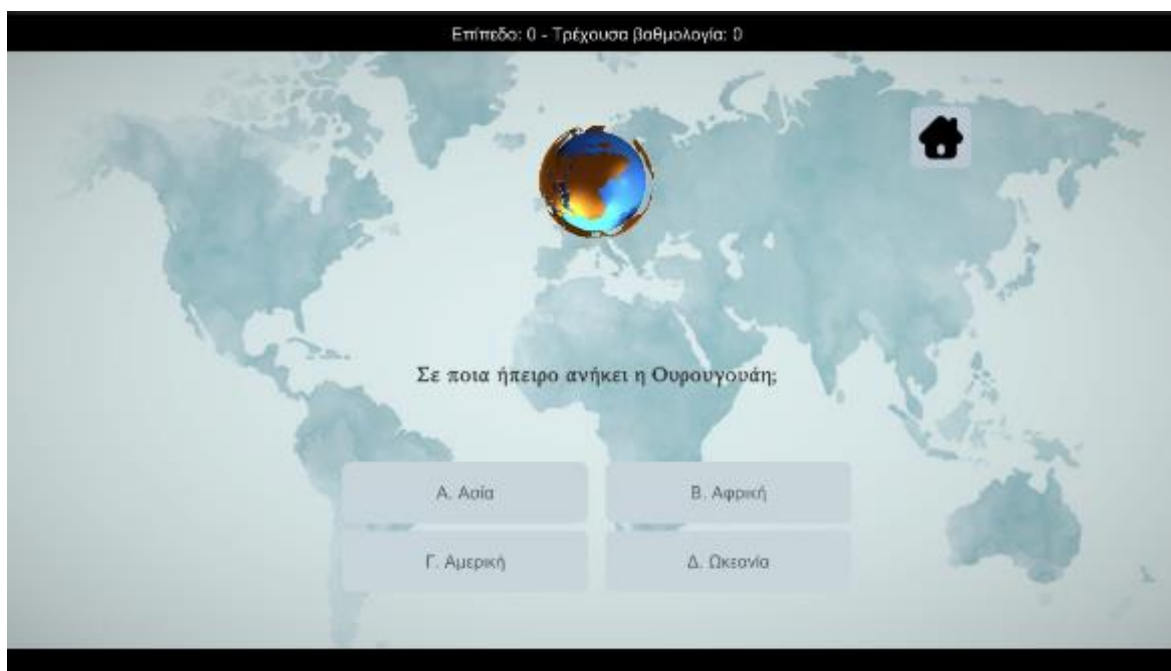 Επίπεδο: 0 - Τρέχουσα βαθμολογία: 0
Σε ποια ήπειρο ανήκει η Ουρουγουάη;
Α. Ασία
Β. Αφρική
Γ. Αμερική
Δ. Ωκεανία